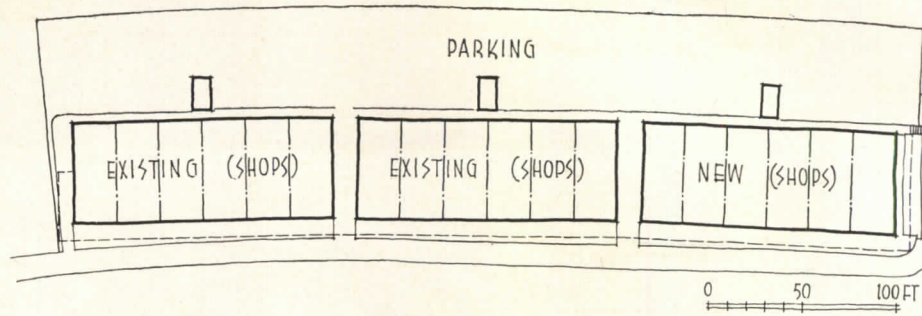 PARKING
EXISTING (SHOPS)
EXISTING (SHOPS)
NEW (SHOPS)
0 50 100 FT